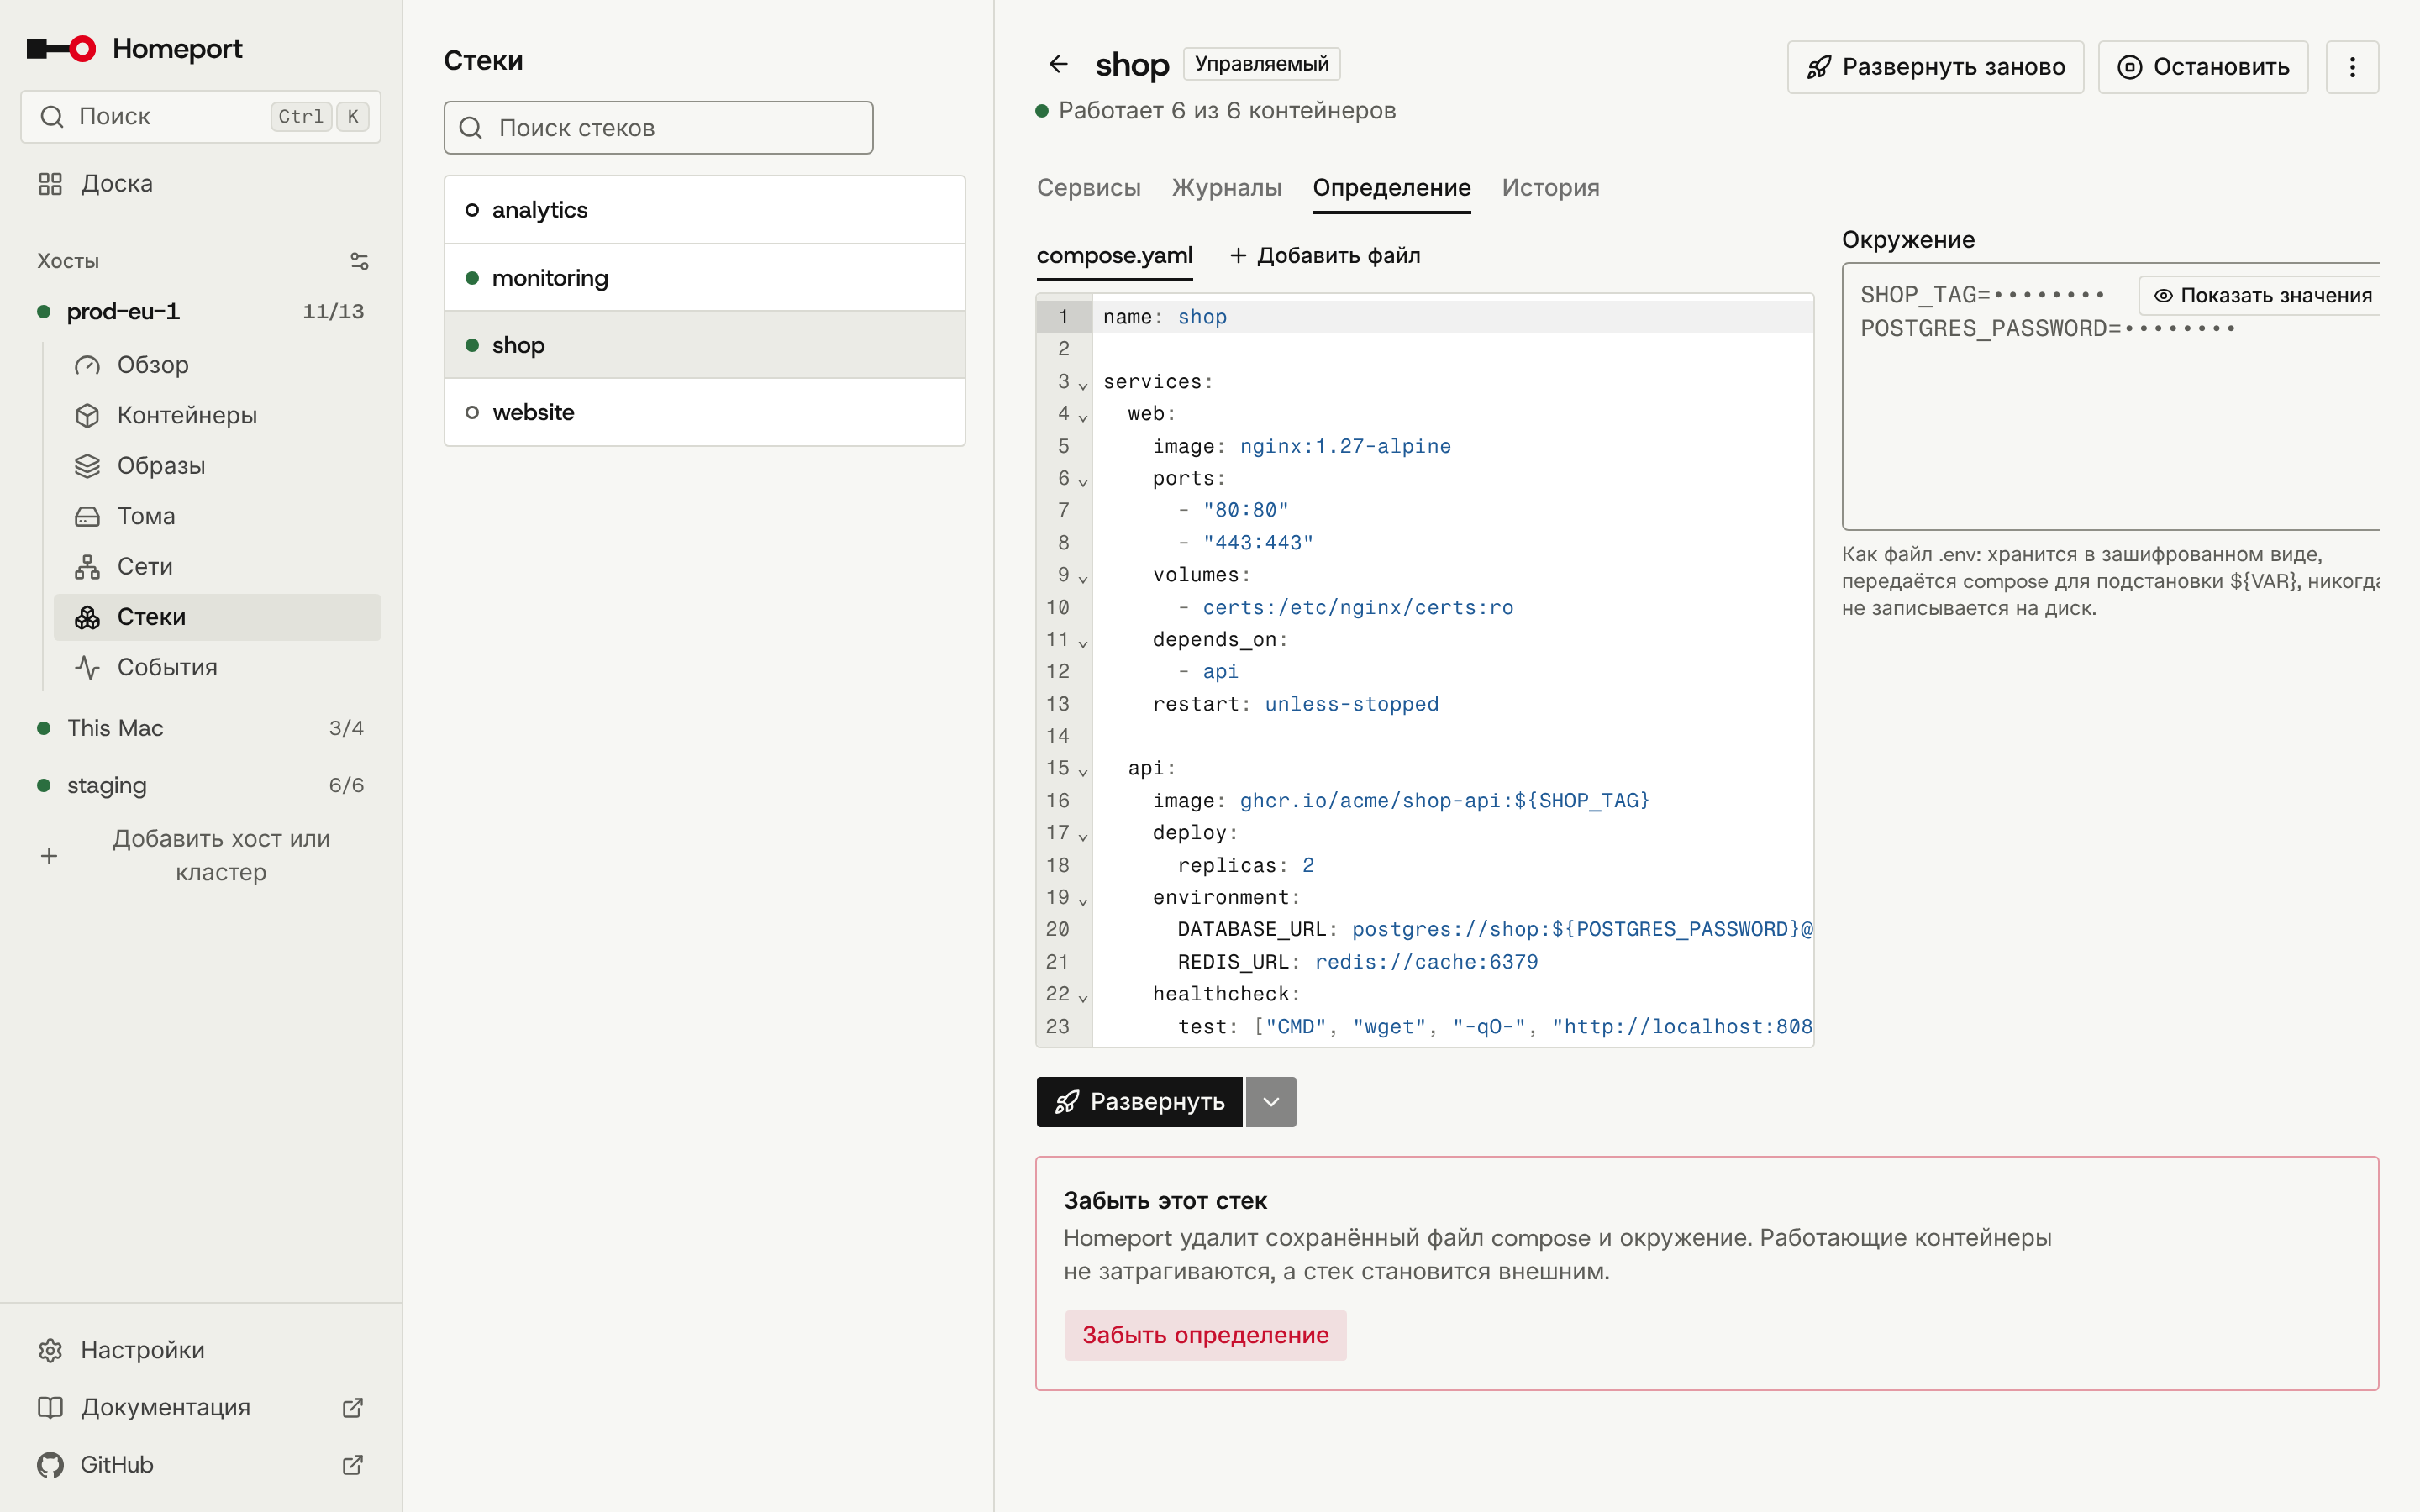 Homeport
Поиск
Ctrl
K
Доска
Хосты
prod-eu-1
11/13
Обзор
Контейнеры
Образы
Тома
Сети
Стеки
События
This Mac
3/4
staging
6/6
Добавить хост или
кластер
Настройки
Документация
GitHub
Стеки
Поиск стеков
analytics
monitoring
shop
website
shop
Управляемый
Работает 6 из 6 контейнеров
Развернуть заново
Остановить
Сервисы
Журналы
Определение
История
compose.yaml
Добавить файл
1 name: shop
2
3 services:
4 web:
5 image: nginx:1.27-alpine
6 ports:
7 - "80:80"
8 - "443:443"
9 volumes:
10 - certs:/etc/nginx/certs:ro
11 depends_on:
12 - api
13 restart: unless-stopped
14
15 api:
16 image: ghcr.io/acme/shop-api:${SHOP_TAG}
17 deploy:
18 replicas: 2
19 environment:
20 DATABASE_URL: postgres://shop:${POSTGRES_PASSWORD}@
21 REDIS_URL: redis://cache:6379
22 healthcheck:
23 test: ["CMD", "wget", "-qO-", "http://localhost:808
Окружение
SHOP_TAG=••••••••
Показать значения
POSTGRES_PASSWORD=••••••••
Как файл .env: хранится в зашифрованном виде,
передаётся compose для подстановки ${VAR}, никогда
не записывается на диск.
Развернуть
Забыть этот стек
Homeport удалит сохранённый файл compose и окружение. Работающие контейнеры
не затрагиваются, а стек становится внешним.
Забыть определение